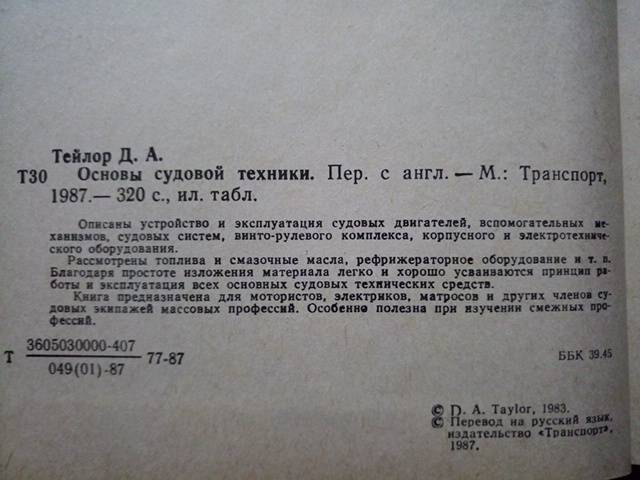 Тейлор Д. А.
Т30 Основы судовой техники. Пер. с англ. — М.: Транспорт,
1987.— 320 с., ил. табл.
Описаны устройство и эксплуатация судовых двигателей, вспомогательных ме-
ханизмов, судовых систем, винто-рулевого комплекса, корпусного и электротехниче-
ского оборудования.
Рассмотрены топлива и смазочные масла, рефрижераторное оборудование и т. п.
Благодаря простоте изложения материала легко и хорошо усваиваются принцип ра-
боты и эксплуатация всех основных судовых технических средств.
Книга предназначена для мотористов, электриков, матросов и других членов су-
довых экипажей массовых профессий. Особенно полезна при изучении смежных про-
фессий.
Т 3605030000-407 77-87
049(01)-87
ББК 39.45
© D. A. Taylor, 1983.
© Перевод на русский язык,
издательство «Транспорт»,
1987.